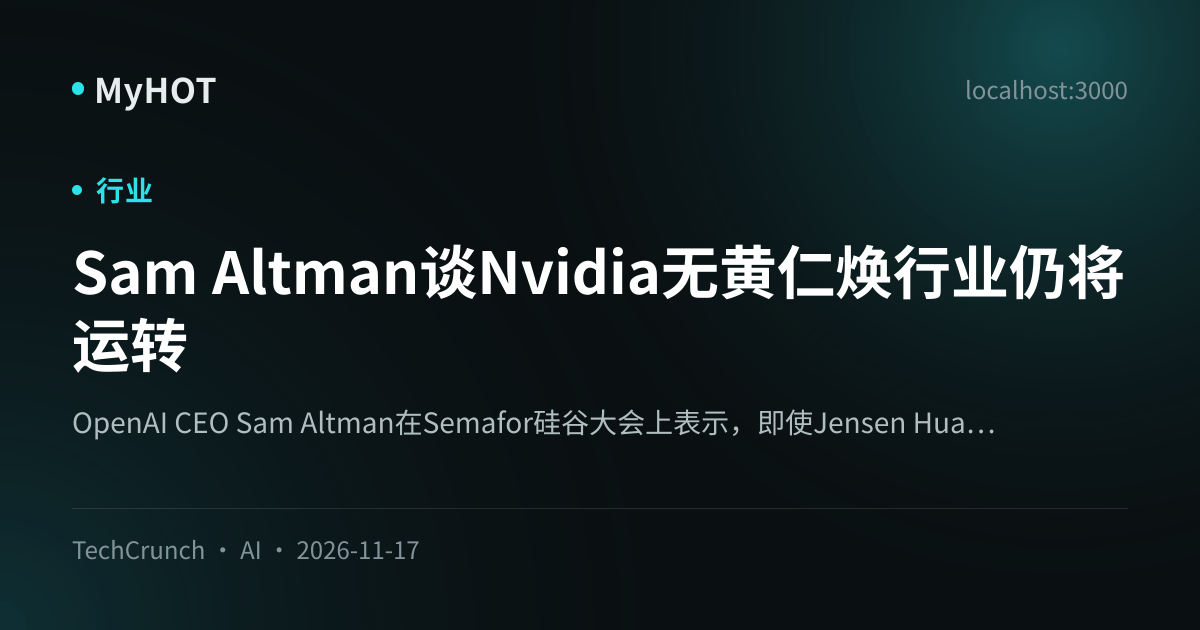 MyHOT
localhost:3000
行业
Sam Altman谈Nvidia无黄仁焕行业仍将
运转
OpenAI CEO Sam Altman在Semafor硅谷大会上表示，即使Jensen Hua…
TechCrunch · AI · 2026-11-17